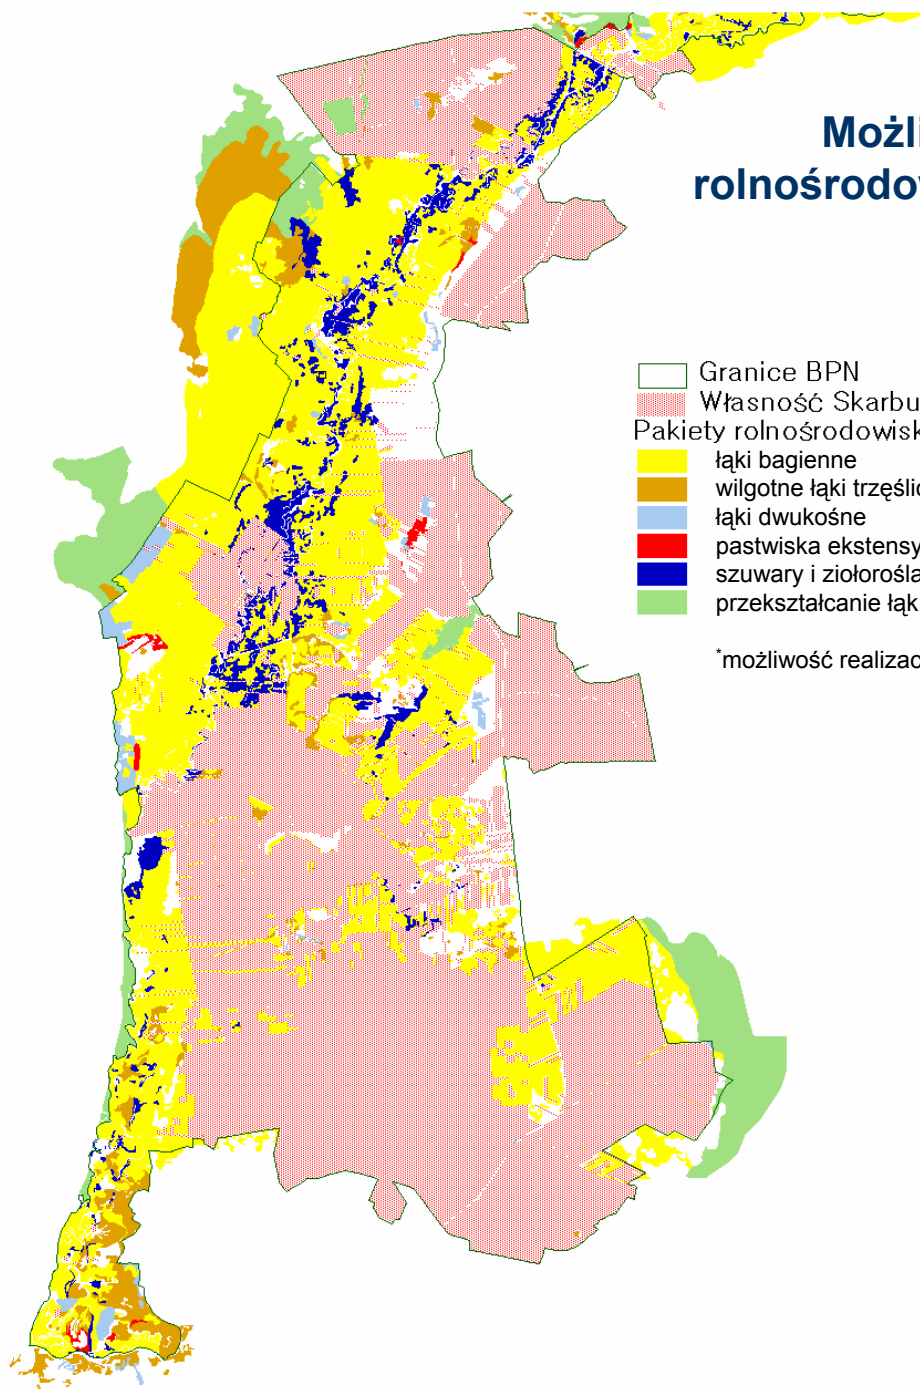 Możli
rolnośrodow
Granice BPN
Własność Skarbu
Pakiety rolnośrodowisk
łąki bagienne
wilgotne łąki trzęślic
łąki dwukośne
pastwiska ekstensy
szuwary i ziołorośla
przekształcanie łąk
*możliwość realizac